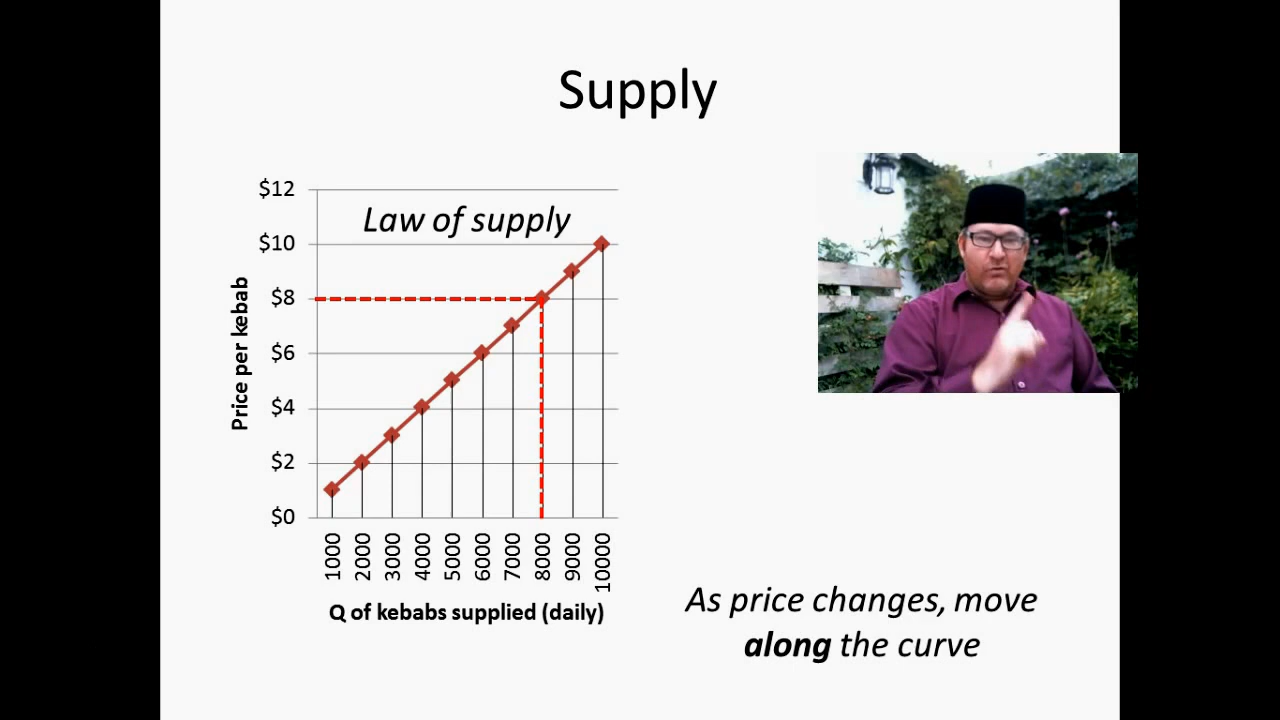 Supply
Law of supply
$12
$10
$8
$6
$4
$2
$0
Price per kebab
1000
2000
3000
4000
5000
6000
7000
8000
9000
10000
Q of kebabs supplied (daily)
As price changes, move
along the curve